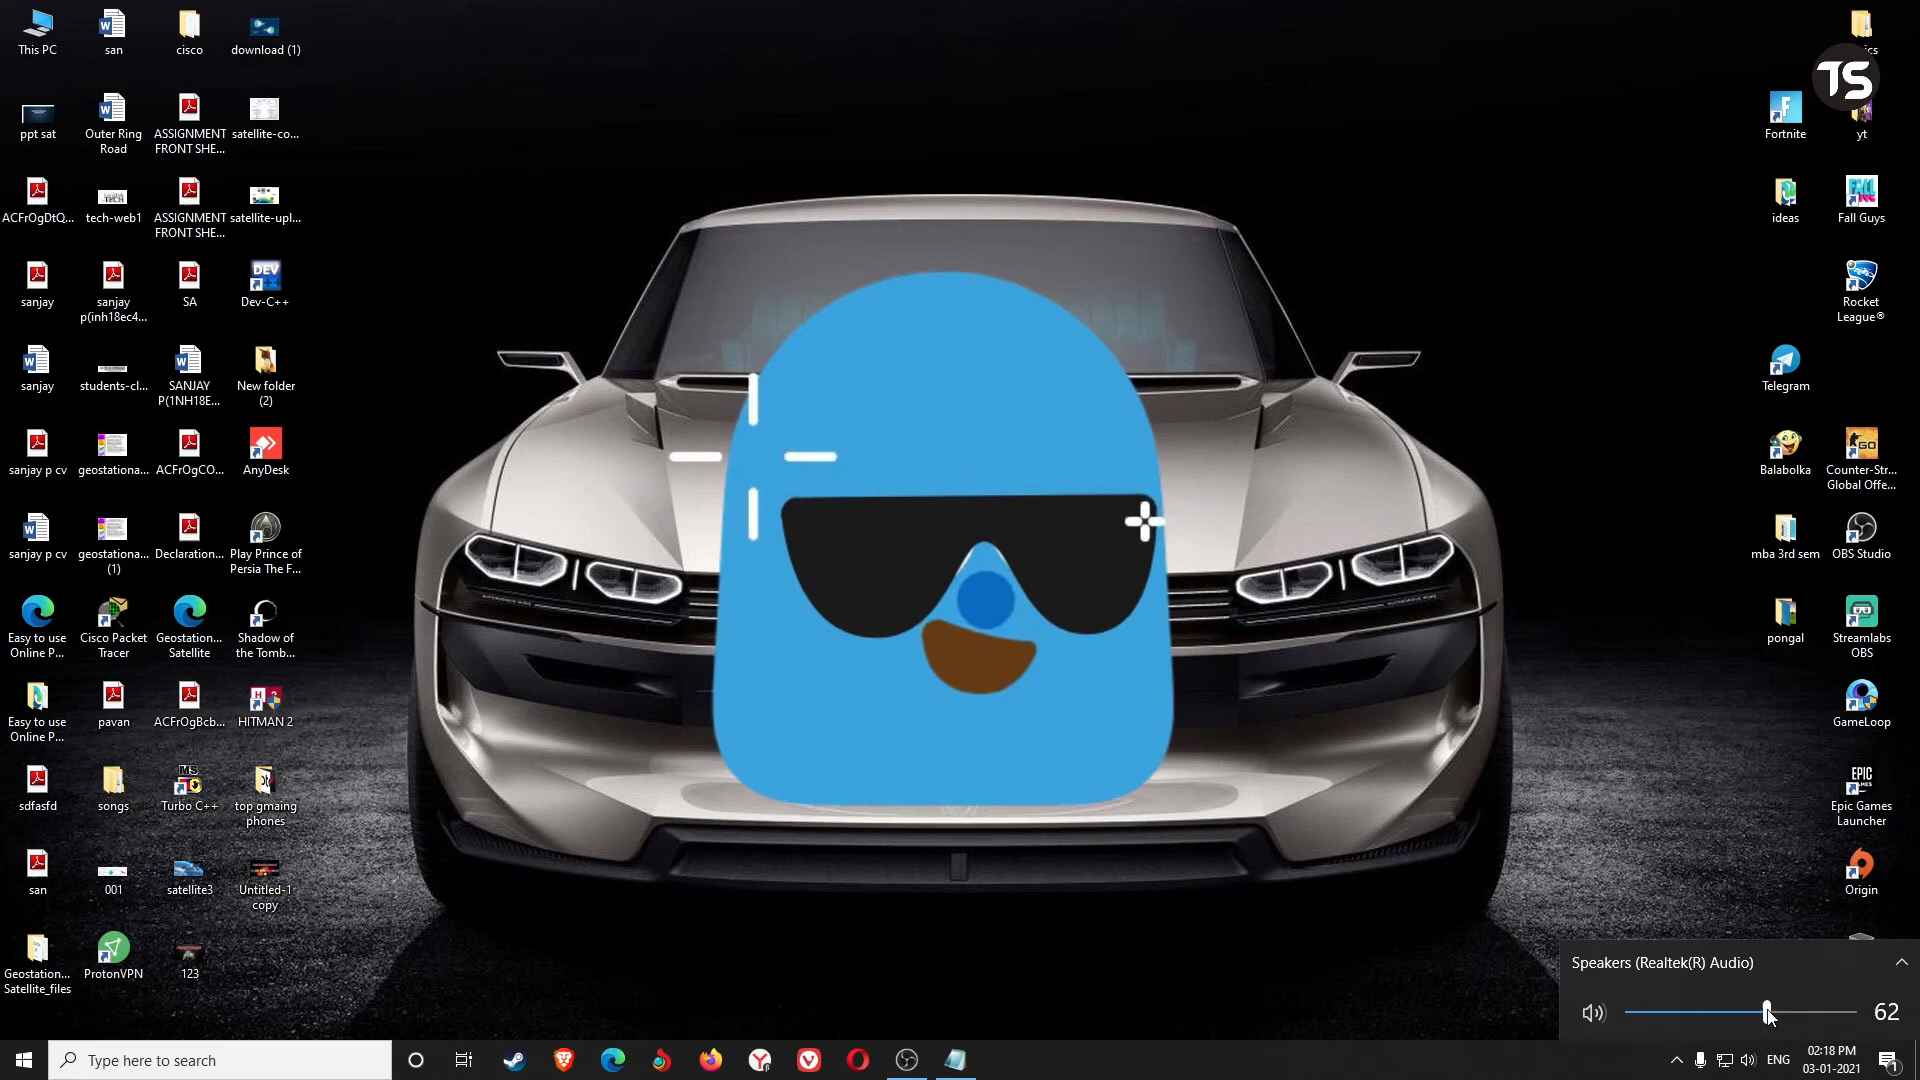 This PC
san
cisco
download (1)
ppt sat
Outer Ring
Road
ASSIGNMENT
FRONT SHE...
satellite-co...
ACFrOgDtQ...
tech-web1
ASSIGNMENT
FRONT SHE...
satellite-upl...
sanjay
sanjay
p(inh18ec4...
SA
DEV
Dev-C++
sanjay
students-cl...
SANJAY
P(1NH18E...
New folder
(2)
sanjay p cv
geostationa...
ACFrOgCO...
AnyDesk
sanjay p cv
geostationa...
(1)
Declaration...
Play Prince of
Persia The F...
Easy to use
Online P...
Cisco Packet
Tracer
Geostation...
Satellite
Shadow of
the Tomb...
Easy to use
Online P...
pavan
ACFrOgBcb...
HITMAN 2
sdfasfd
songs
Turbo C++
top gmaing
phones
san
001
satellite3
Untitled-1
copy
Geostation...
Satellite_files
ProtonVPN
123
TS
Fortnite
yt
ideas
FALL
Fall Guys
Rocket
League®
Telegram
Balabolka
GO
Counter-Str...
Global Offe...
mba 3rd sem
OBS Studio
pongal
Streamlabs
OBS
GameLoop
EPIC
GAMES
Epic Games
Launcher
Origin
Speakers (Realtek(R) Audio)
62
Type here to search
ENG
02:18 PM
03-01-2021
1